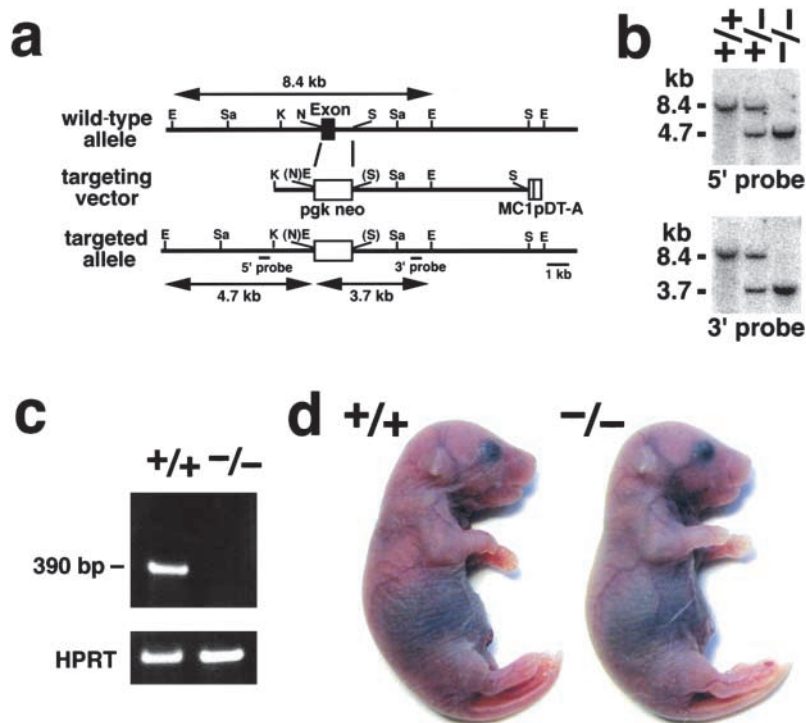 a
8.4 kb
E Sa K N Exon S Sa E S E
wild-type
allele
K (N)E (S) Sa E S
targeting
vector
pgk neo
MC1pDT-A
E Sa K (N)E (S) Sa E S E
targeted
allele
5' probe
3' probe
1 kb
4.7 kb
3.7 kb
b
+/+ +/- -/-
kb
8.4 -
4.7 -
5' probe
kb
8.4 -
3.7 -
3' probe
c
+/+ -/-
390 bp -
HPRT
d
+/+
-/-